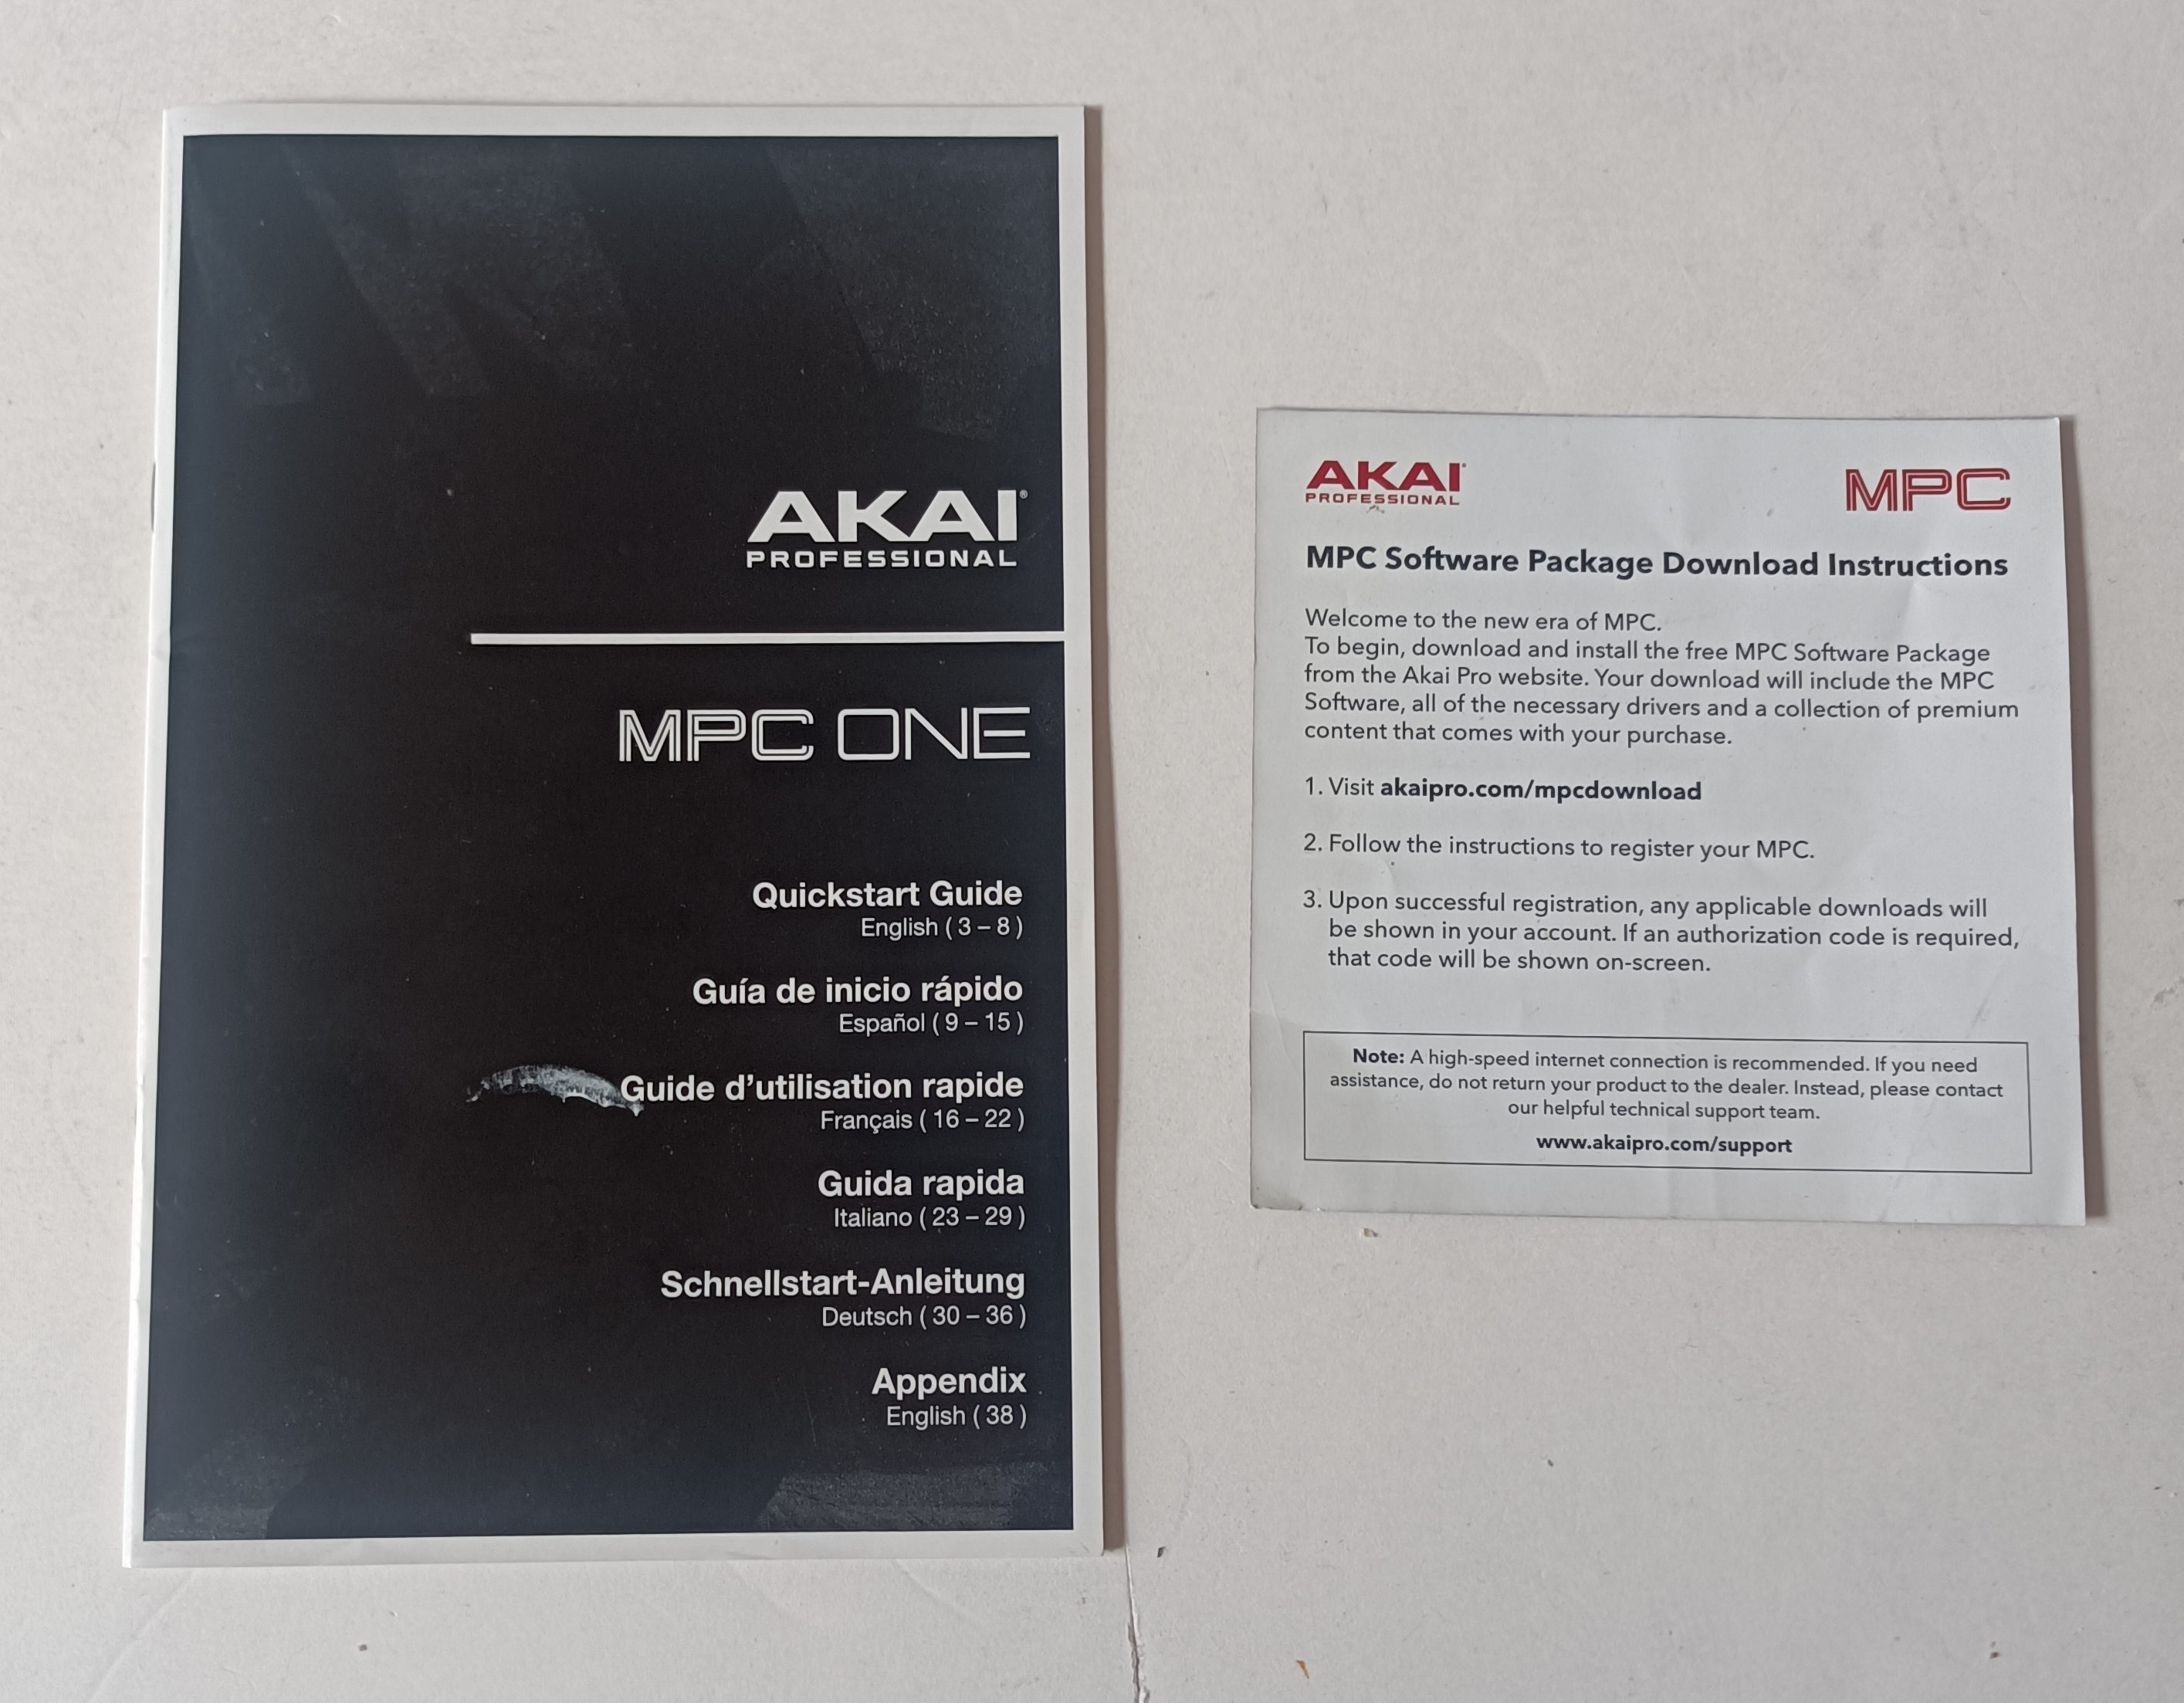 AKAI®
PROFESSIONAL
MPC ONE
Quickstart Guide
English ( 3 – 8 )
Guía de inicio rápido
Español ( 9 – 15 )
Guide d’utilisation rapide
Français ( 16 – 22 )
Guida rapida
Italiano ( 23 – 29 )
Schnellstart-Anleitung
Deutsch ( 30 – 36 )
Appendix
English ( 38 )
AKAI
PROFESSIONAL
MPC
MPC Software Package Download Instructions
Welcome to the new era of MPC.
To begin, download and install the free MPC Software Package
from the Akai Pro website. Your download will include the MPC
Software, all of the necessary drivers and a collection of premium
content that comes with your purchase.
1. Visit akaipro.com/mpcdownload
2. Follow the instructions to register your MPC.
3. Upon successful registration, any applicable downloads will
be shown in your account. If an authorization code is required,
that code will be shown on-screen.
Note: A high-speed internet connection is recommended. If you need
assistance, do not return your product to the dealer. Instead, please contact
our helpful technical support team.
www.akaipro.com/support